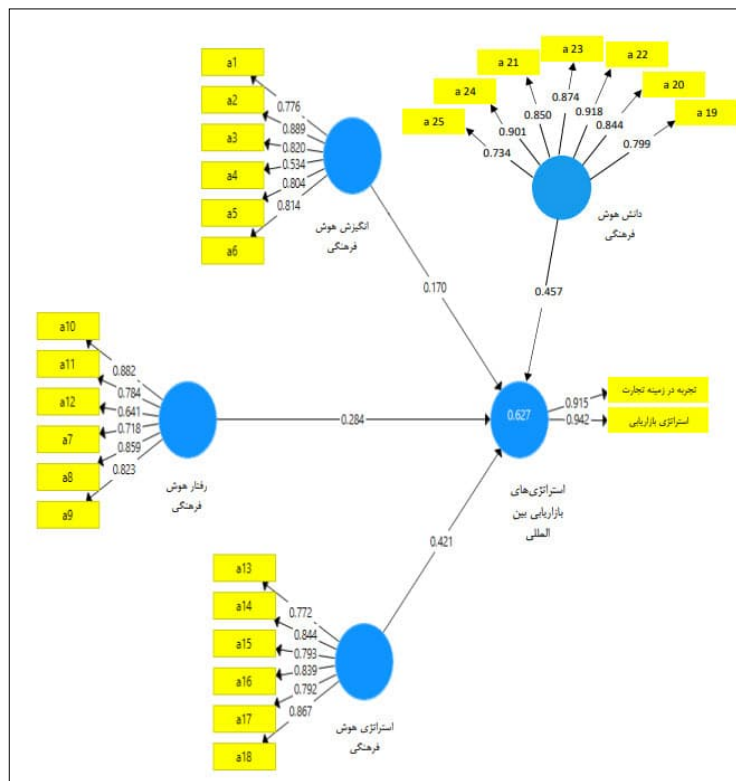 a1
a2
a3
a4
a5
a6
0.776
0.889
0.820
0.534
0.804
0.814
انگیزش هوش
فرهنگی
a 25
a 24
a 21
a 23
a 22
a 20
a 19
0.734
0.901
0.850
0.874
0.918
0.844
0.799
دانش هوش
فرهنگی
0.170
0.457
a10
a11
a12
a7
a8
a9
0.882
0.784
0.641
0.718
0.859
0.823
رفتار هوش
فرهنگی
0.284
0.627
0.915
0.942
تجربه در زمینه تجارت
استراتژی بازاریابی
استراتژی‌های
بازاریابی بین
المللی
0.421
a13
a14
a15
a16
a17
a18
0.772
0.844
0.793
0.839
0.792
0.867
استراتژی هوش
فرهنگی